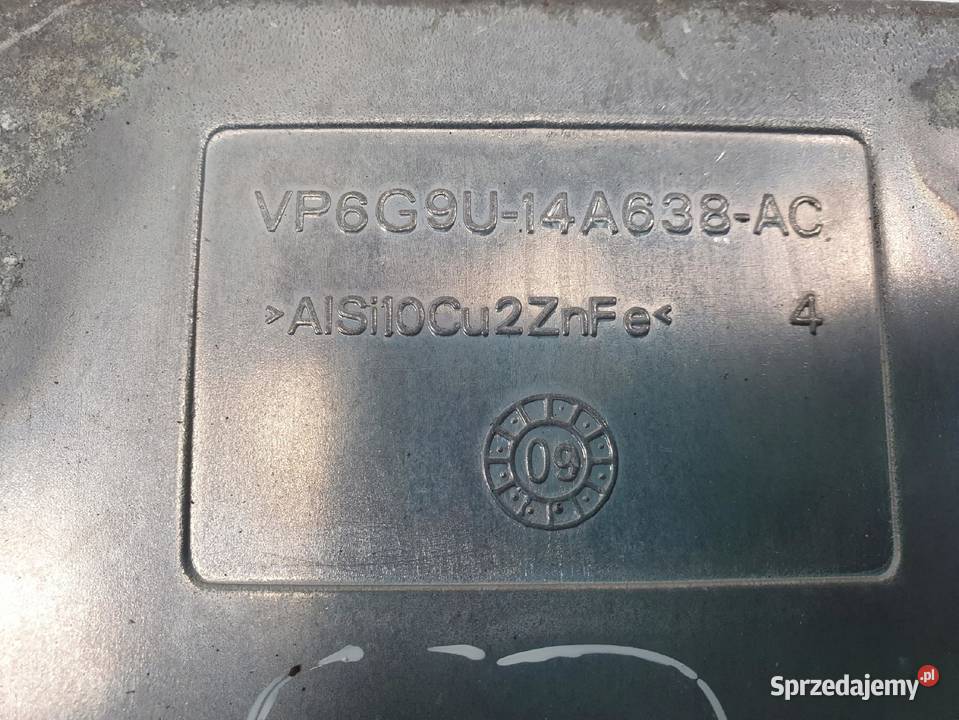 VP6G9U-14A638-AC
>AlSi10Cu2ZnFe< 4
09
Sprzedajemy.pl